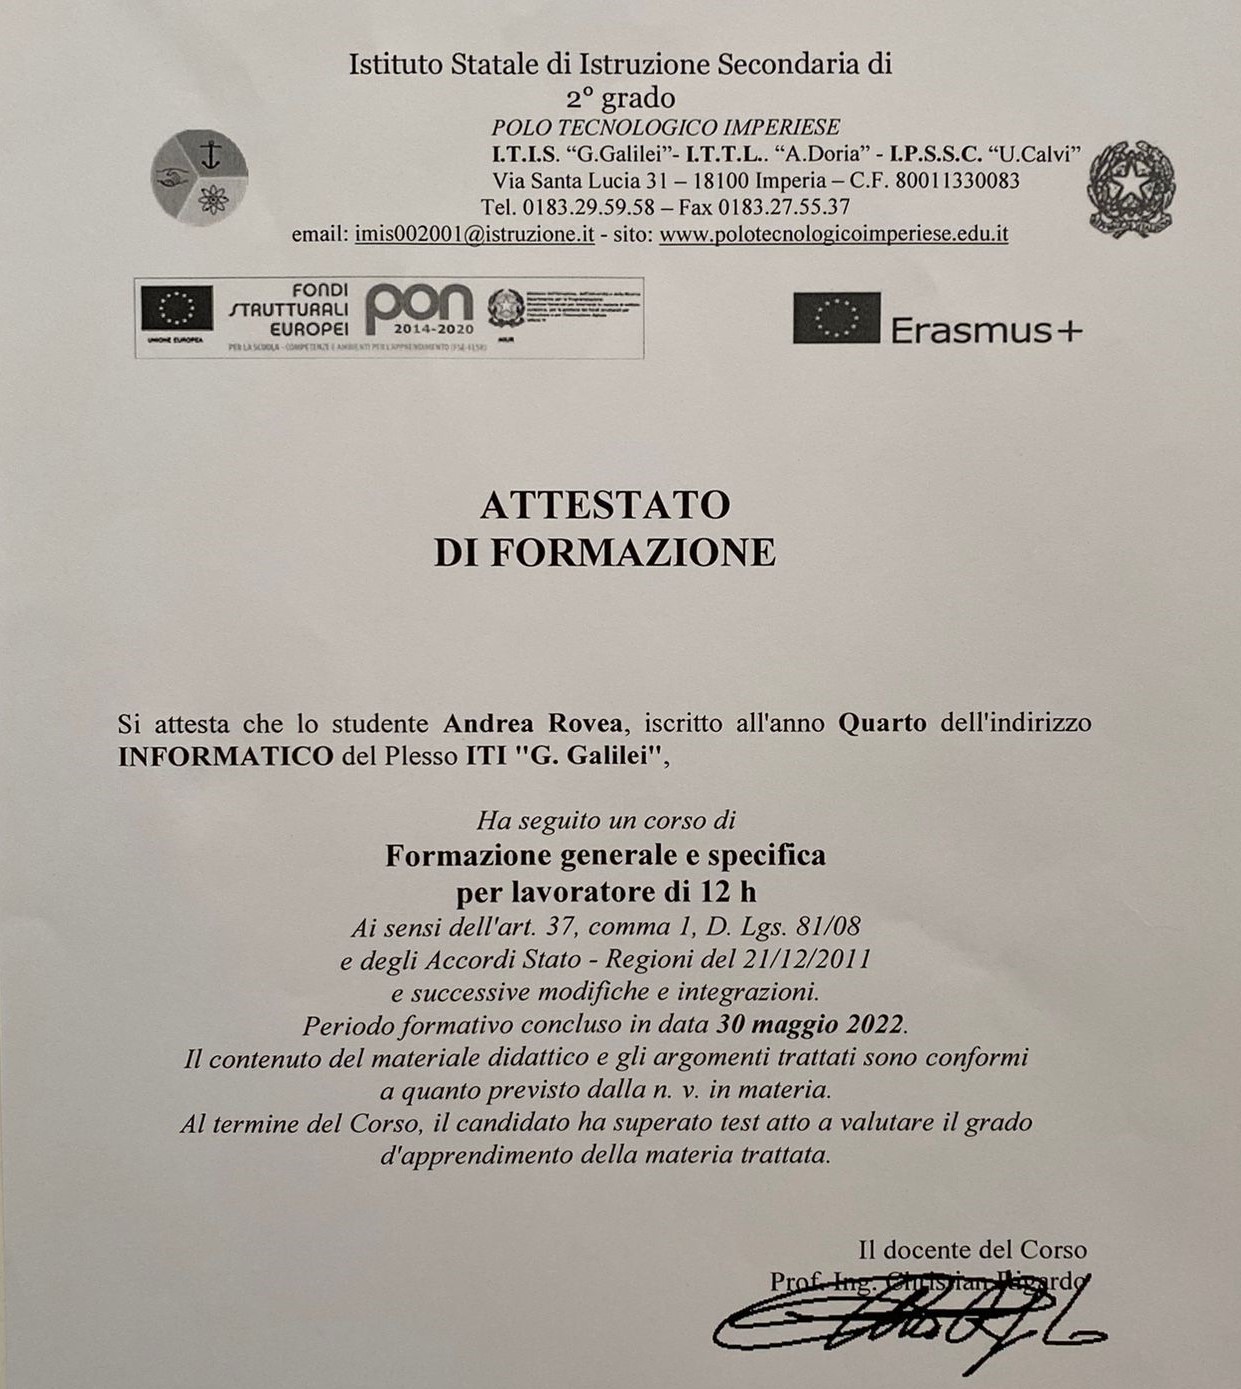 Istituto Statale di Istruzione Secondaria di
2° grado
POLO TECNOLOGICO IMPERIESE
I.T.I.S. “G.Galilei”- I.T.T.L.. “A.Doria” - I.P.S.S.C. “U.Calvi”
Via Santa Lucia 31 – 18100 Imperia – C.F. 80011330083
Tel. 0183.29.59.58 – Fax 0183.27.55.37
email: imis002001@istruzione.it - sito: www.polotecnologicoimperiese.edu.it
FONDI
STRUTTURALI
EUROPEI
pon
2014-2020
UNIONE EUROPEA
PER LA SCUOLA - COMPETENZE E AMBIENTI PER L'APPRENDIMENTO (FSE-FESR)
MIUR
Erasmus+
ATTESTATO
DI FORMAZIONE
Si attesta che lo studente Andrea Rovea, iscritto all'anno Quarto dell'indirizzo
INFORMATICO del Plesso ITI "G. Galilei",
Ha seguito un corso di
Formazione generale e specifica
per lavoratore di 12 h
Ai sensi dell'art. 37, comma 1, D. Lgs. 81/08
e degli Accordi Stato - Regioni del 21/12/2011
e successive modifiche e integrazioni.
Periodo formativo concluso in data 30 maggio 2022.
Il contenuto del materiale didattico e gli argomenti trattati sono conformi
a quanto previsto dalla n. v. in materia.
Al termine del Corso, il candidato ha superato test atto a valutare il grado
d'apprendimento della materia trattata.
Il docente del Corso
Prof. Ing. Christian